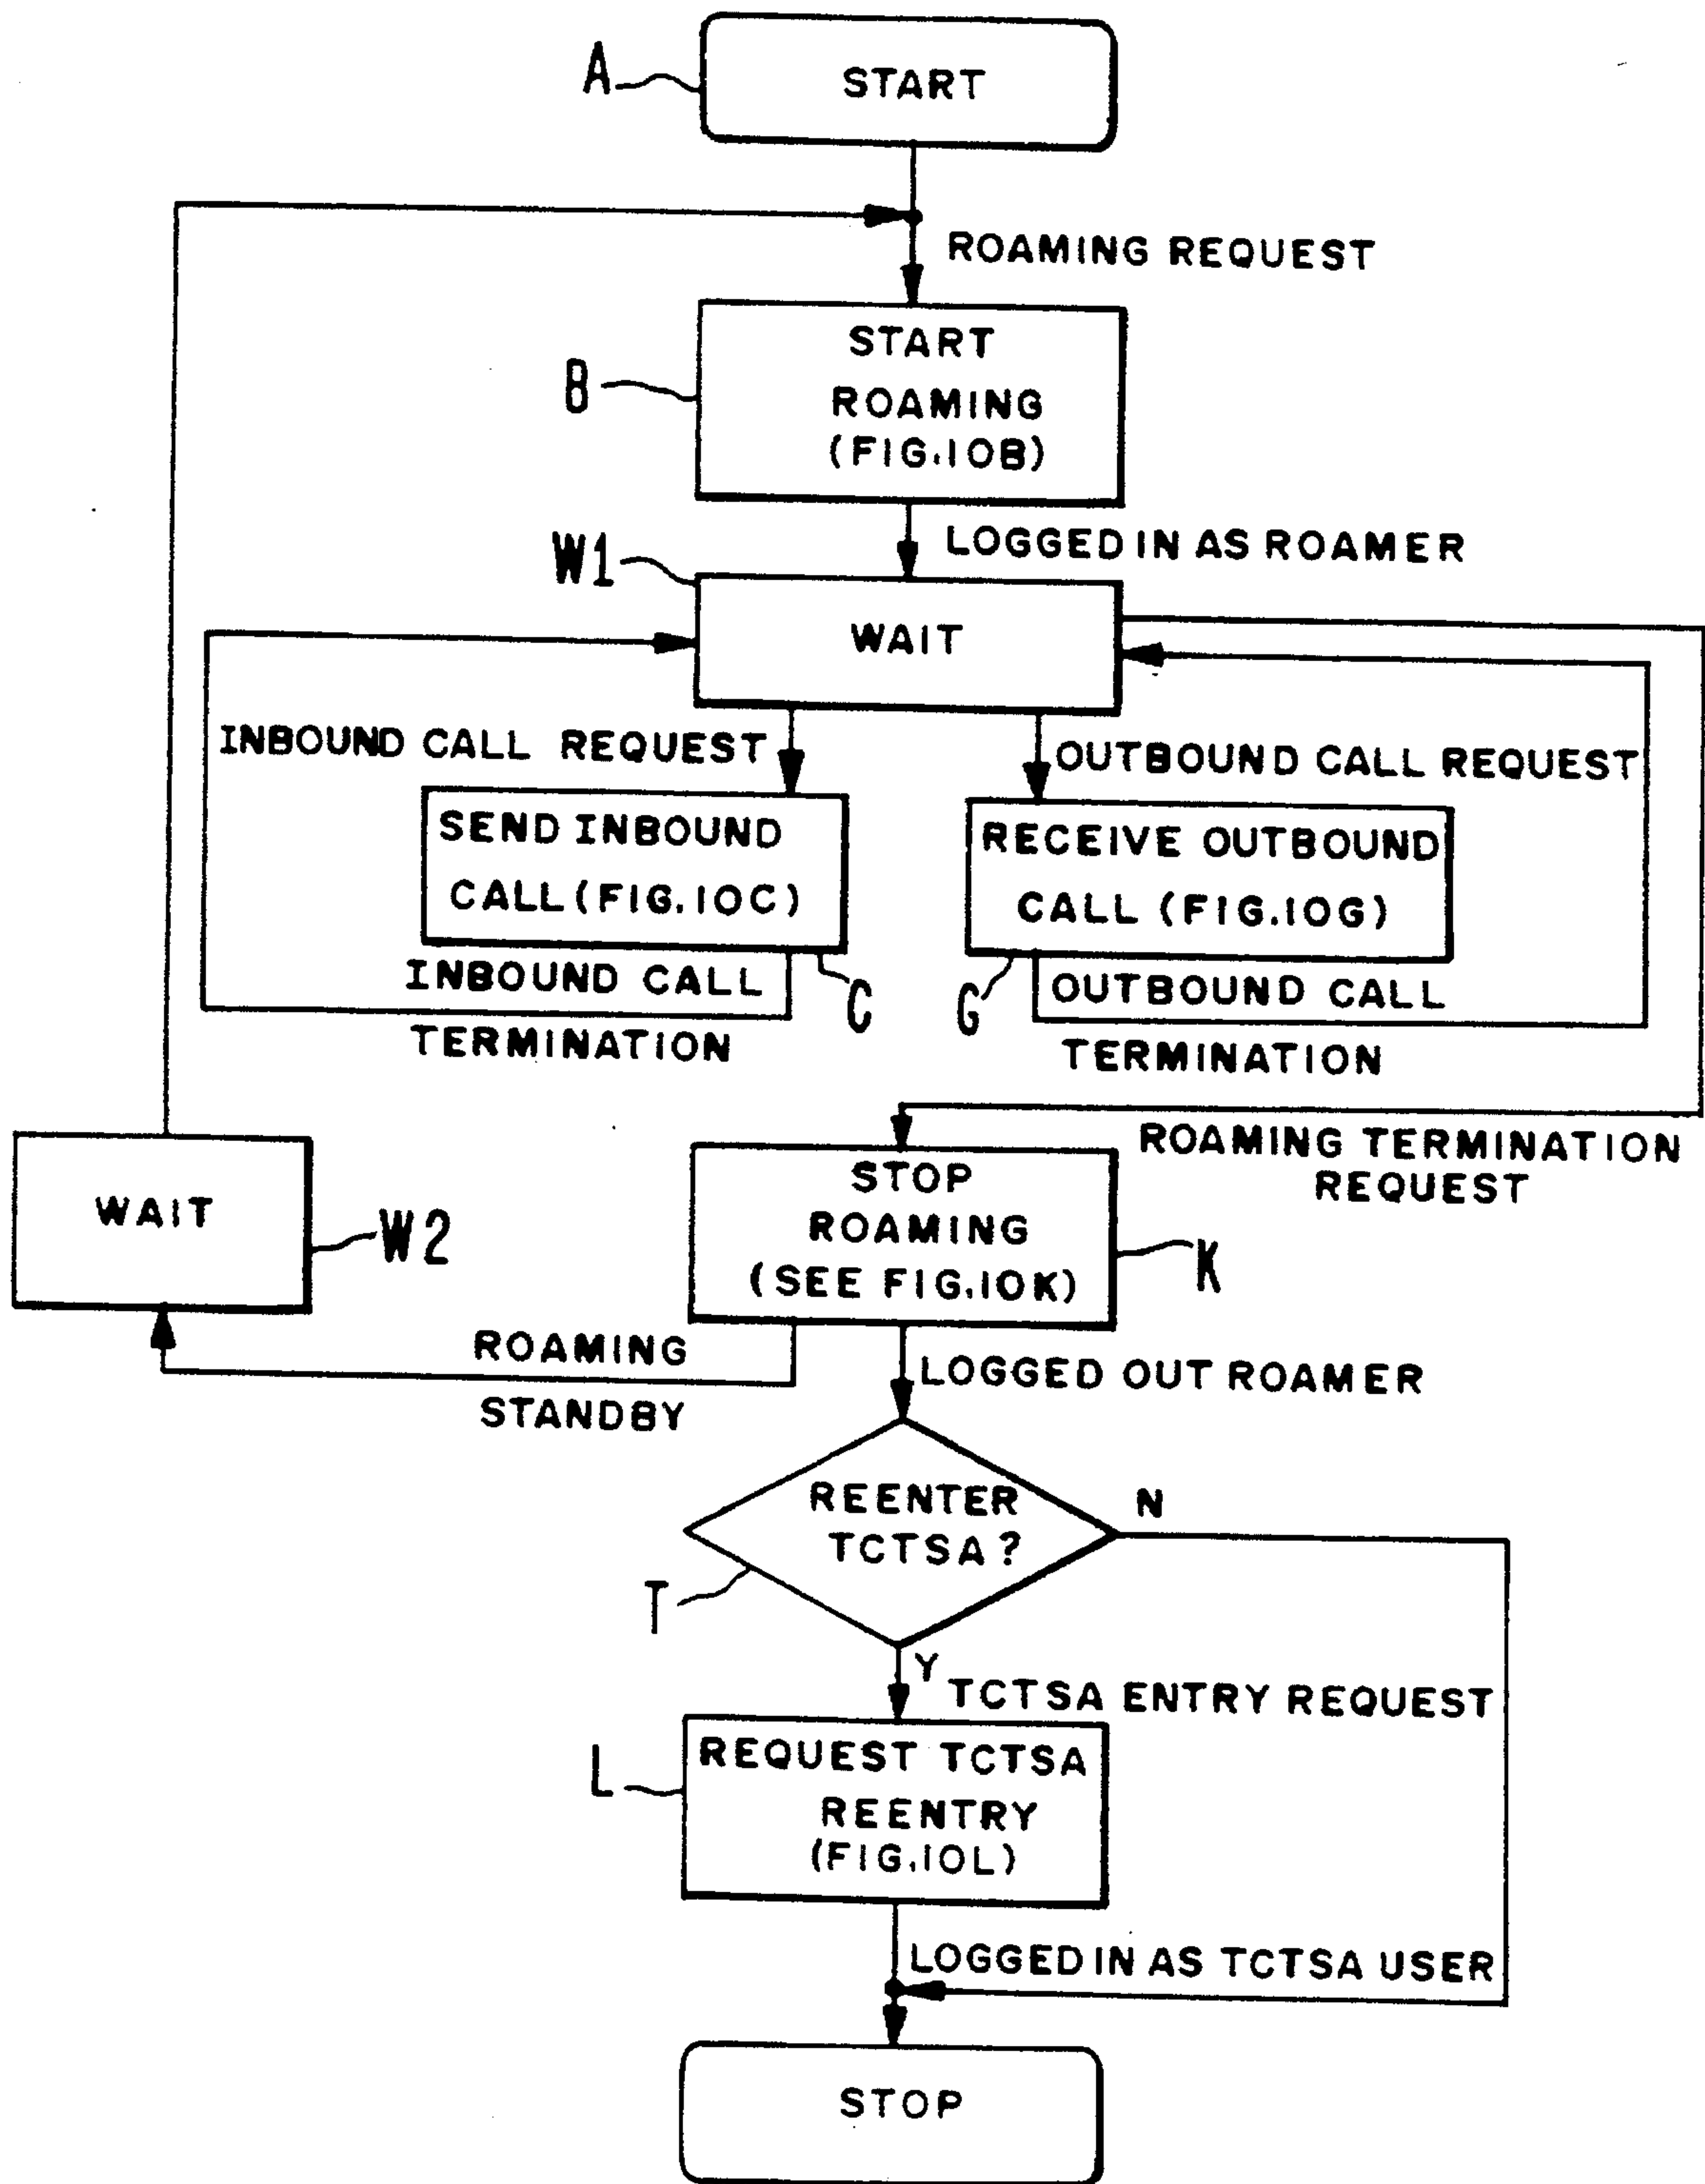 A
START
ROAMING REQUEST
B
START
ROAMING
(FIG.10B)
LOGGED IN AS ROAMER
W1
WAIT
INBOUND CALL REQUEST
OUTBOUND CALL REQUEST
SEND INBOUND
CALL (FIG.10C)
RECEIVE OUTBOUND
CALL (FIG.10G)
INBOUND CALL
TERMINATION
C
G
OUTBOUND CALL
TERMINATION
ROAMING TERMINATION
REQUEST
WAIT
W2
STOP
ROAMING
(SEE FIG.10K)
K
ROAMING
STANDBY
LOGGED OUT ROAMER
REENTER
TCTSA?
N
T
Y
TCTSA ENTRY REQUEST
L
REQUEST TCTSA
REENTRY
(FIG.10L)
LOGGED IN AS TCTSA USER
STOP